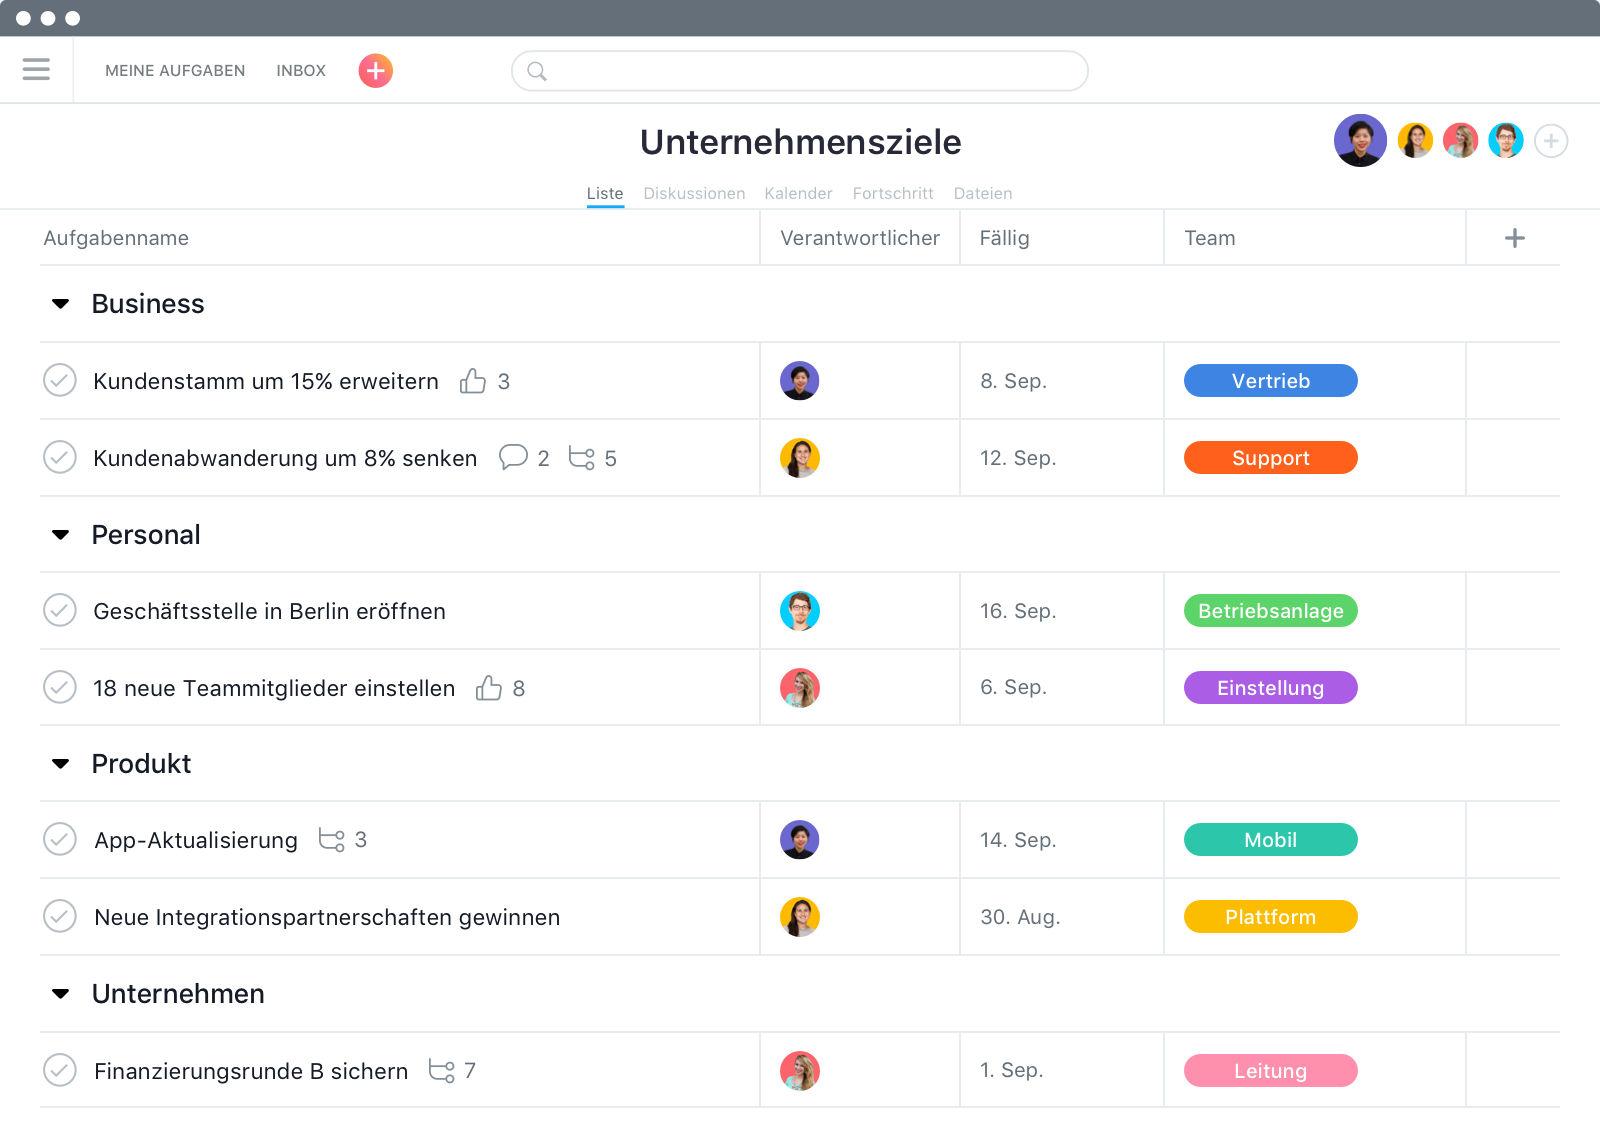 MEINE AUFGABEN INBOX
Unternehmensziele
Liste Diskussionen Kalender Fortschritt Dateien
Aufgabenname Verantwortlicher Fällig Team
Business
Kundenstamm um 15% erweitern 3 8. Sep. Vertrieb
Kundenabwanderung um 8% senken 2 5 12. Sep. Support
Personal
Geschäftsstelle in Berlin eröffnen 16. Sep. Betriebsanlage
18 neue Teammitglieder einstellen 8 6. Sep. Einstellung
Produkt
App-Aktualisierung 3 14. Sep. Mobil
Neue Integrationspartnerschaften gewinnen 30. Aug. Plattform
Unternehmen
Finanzierungsrunde B sichern 7 1. Sep. Leitung